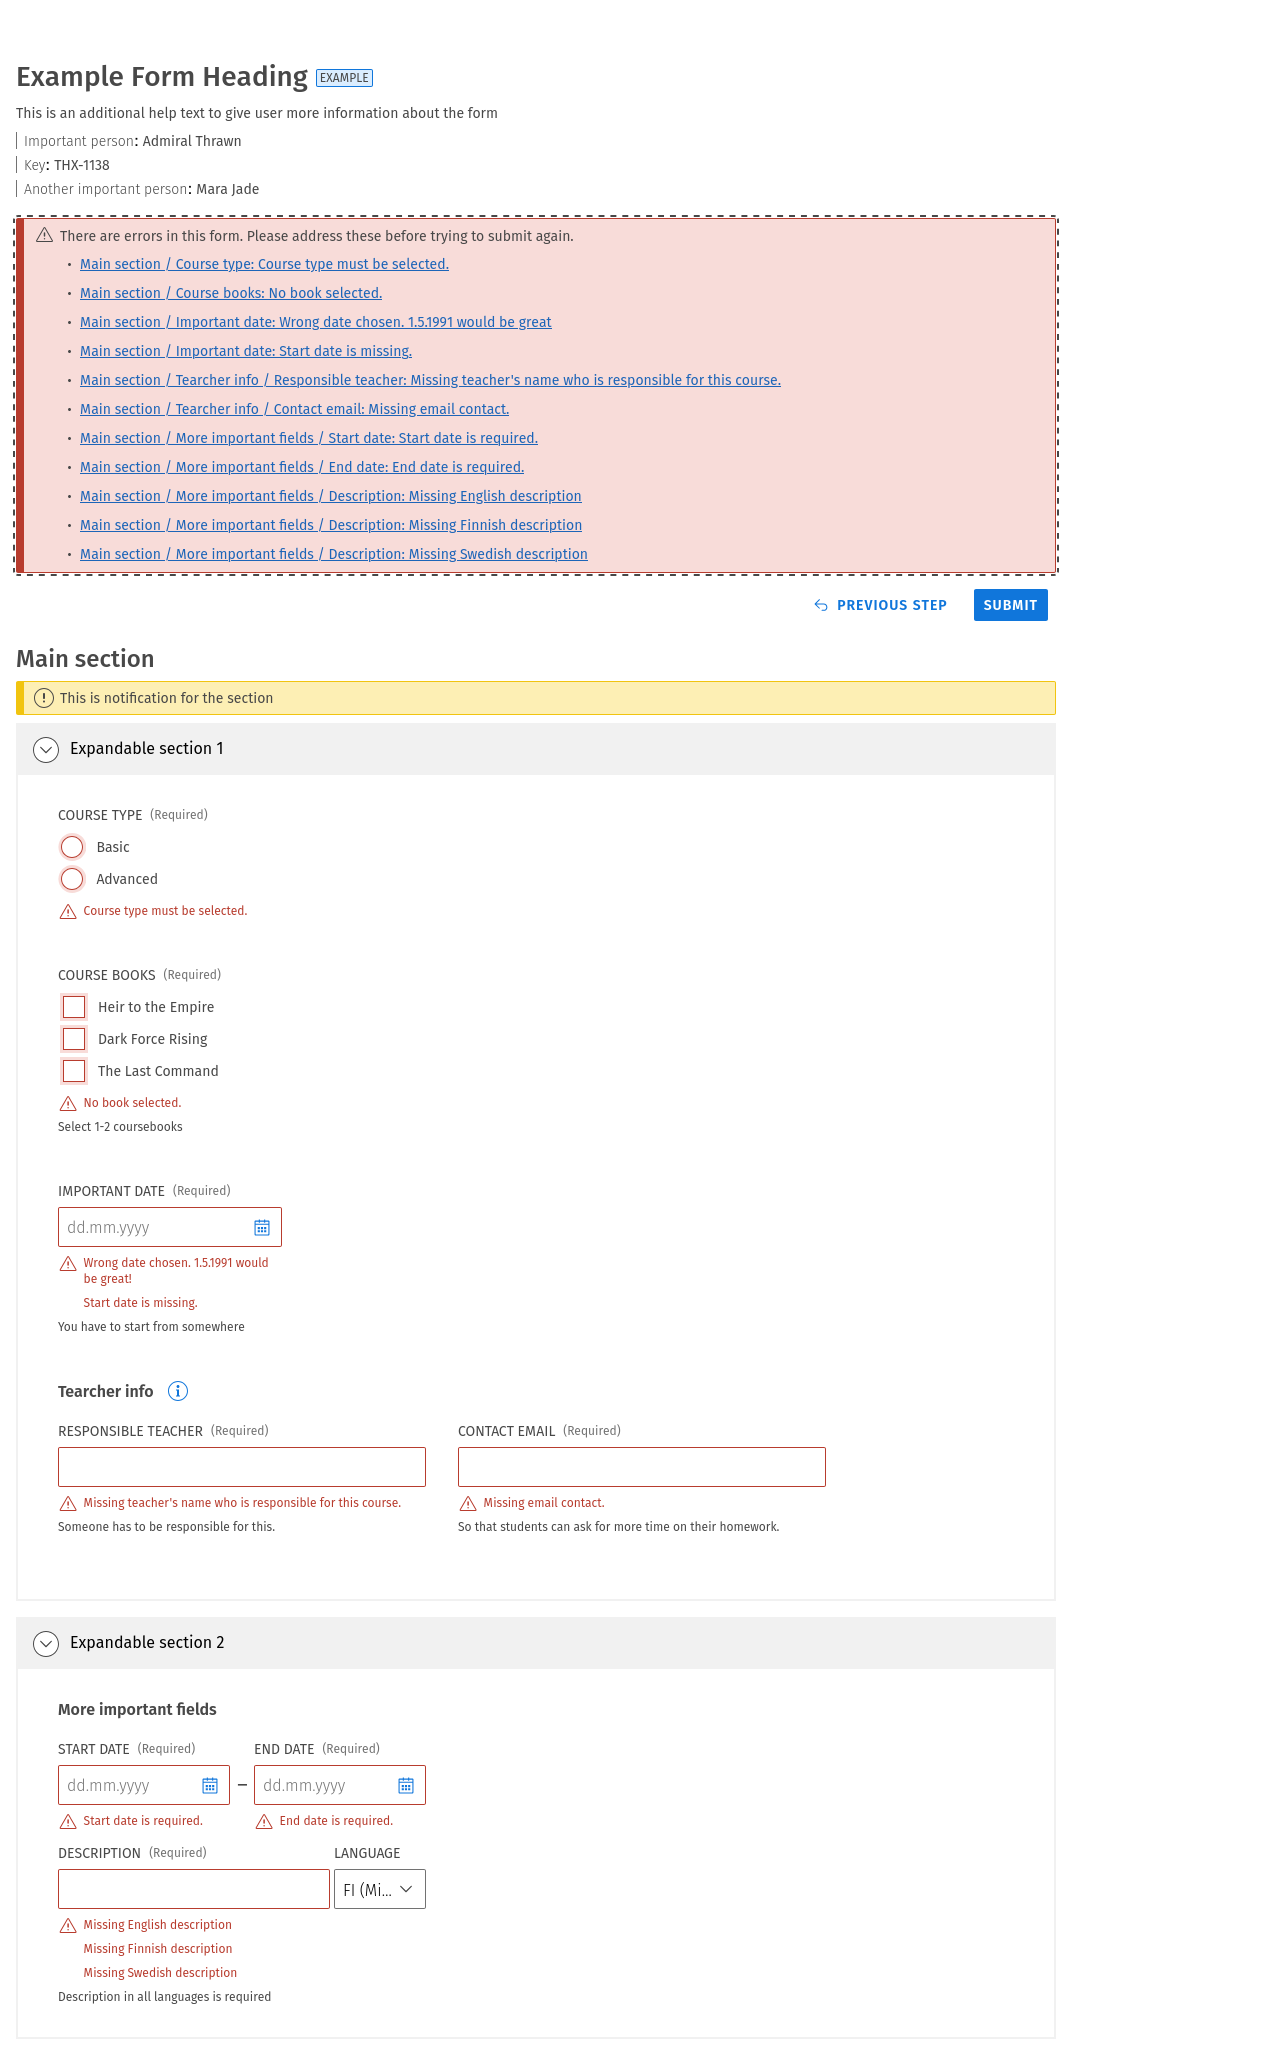 Example Form Heading EXAMPLE
This is an additional help text to give user more information about the form
Important person: Admiral Thrawn
Key: THX-1138
Another important person: Mara Jade
There are errors in this form. Please address these before trying to submit again.
• Main section / Course type: Course type must be selected.
• Main section / Course books: No book selected.
• Main section / Important date: Wrong date chosen. 1.5.1991 would be great
• Main section / Important date: Start date is missing.
• Main section / Tearcher info / Responsible teacher: Missing teacher's name who is responsible for this course.
• Main section / Tearcher info / Contact email: Missing email contact.
• Main section / More important fields / Start date: Start date is required.
• Main section / More important fields / End date: End date is required.
• Main section / More important fields / Description: Missing English description
• Main section / More important fields / Description: Missing Finnish description
• Main section / More important fields / Description: Missing Swedish description
PREVIOUS STEP SUBMIT
Main section
This is notification for the section
Expandable section 1
COURSE TYPE (Required)
Basic
Advanced
Course type must be selected.
COURSE BOOKS (Required)
Heir to the Empire
Dark Force Rising
The Last Command
No book selected.
Select 1-2 coursebooks
IMPORTANT DATE (Required)
dd.mm.yyyy
Wrong date chosen. 1.5.1991 would
be great!
Start date is missing.
You have to start from somewhere
Tearcher info
RESPONSIBLE TEACHER (Required) CONTACT EMAIL (Required)
Missing teacher's name who is responsible for this course. Missing email contact.
Someone has to be responsible for this. So that students can ask for more time on their homework.
Expandable section 2
More important fields
START DATE (Required) END DATE (Required)
dd.mm.yyyy – dd.mm.yyyy
Start date is required. End date is required.
DESCRIPTION (Required) LANGUAGE
FI (Mi...
Missing English description
Missing Finnish description
Missing Swedish description
Description in all languages is required